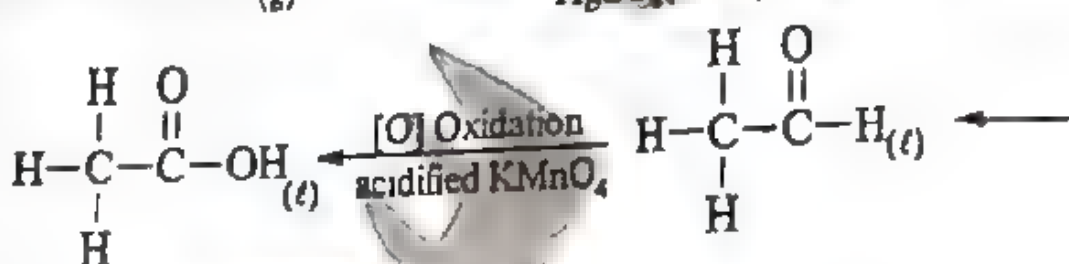 (g)
H O H O
H–C–C–OH(ℓ) [O] Oxidation H–C–C–H(ℓ)
acidified KMnO₄
H H